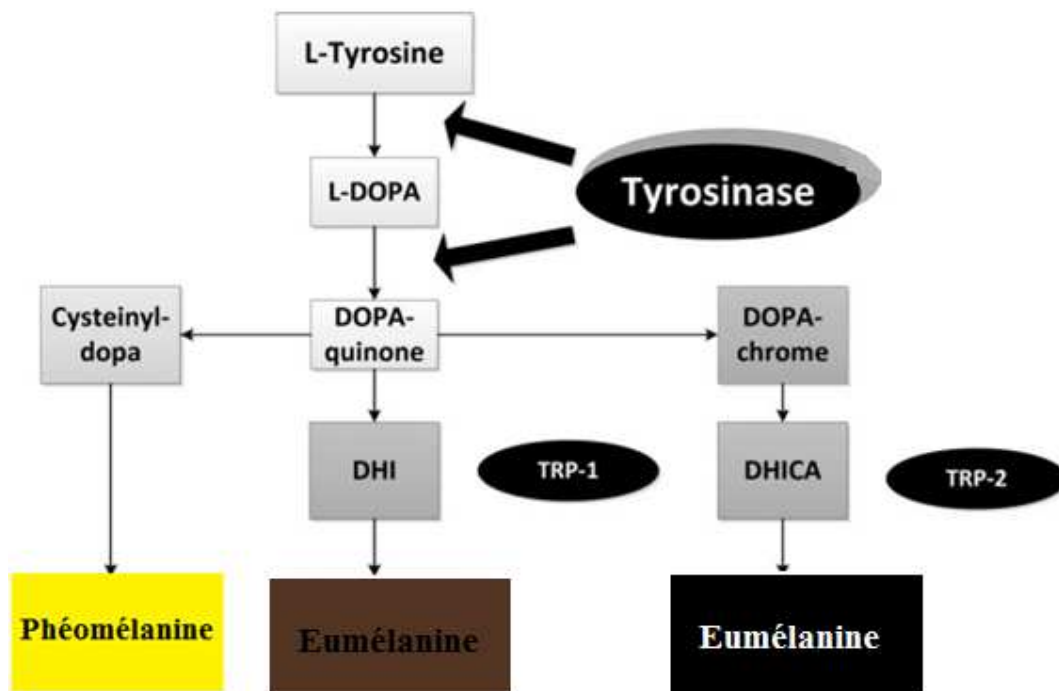 L-Tyrosine
L-DOPA
Tyrosinase
Cysteinyl-
dopa
DOPA-
quinone
DOPA-
chrome
DHI
TRP-1
DHICA
TRP-2
Phéomélanine
Eumélanine
Eumélanine